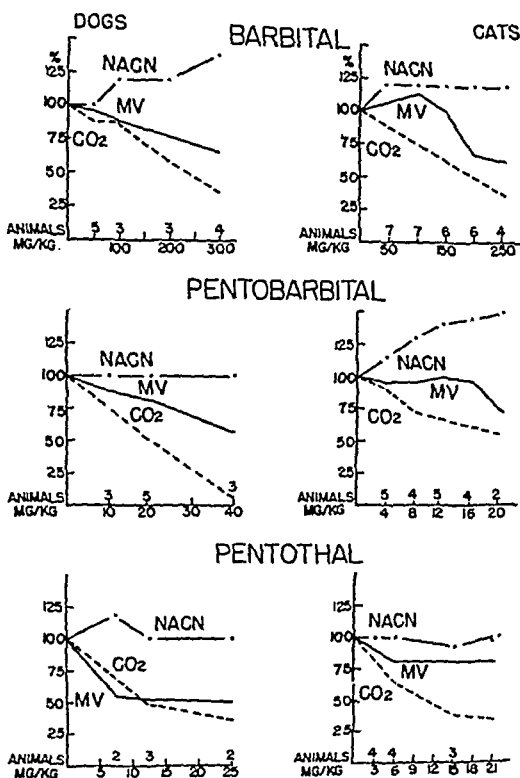 DOGS BARBITAL CATS
%
125
100
75
50
25
NACN
MV
CO2
ANIMALS 5 3 3 4
MG/KG. 100 200 300
%
125
100
75
50
25
NACN
MV
CO2
ANIMALS 7 7 6 6 4
MG/KG 50 150 250
PENTOBARBITAL
125
100
75
50
25
NACN
MV
CO2
ANIMALS 3 5 3
MG/KG 10 20 30 40
125
100
75
50
25
NACN
MV
CO2
ANIMALS 5 4 5 4 2
MG/KG 4 8 12 16 20
PENTOTHAL
125
100
75
50
25
NACN
CO2
MV
ANIMALS 2 3 2
MG/KG 5 10 15 20 25
125
100
75
50
25
NACN
MV
CO2
ANIMALS 4 4 3
MG/KG 3 6 9 12 15 18 21